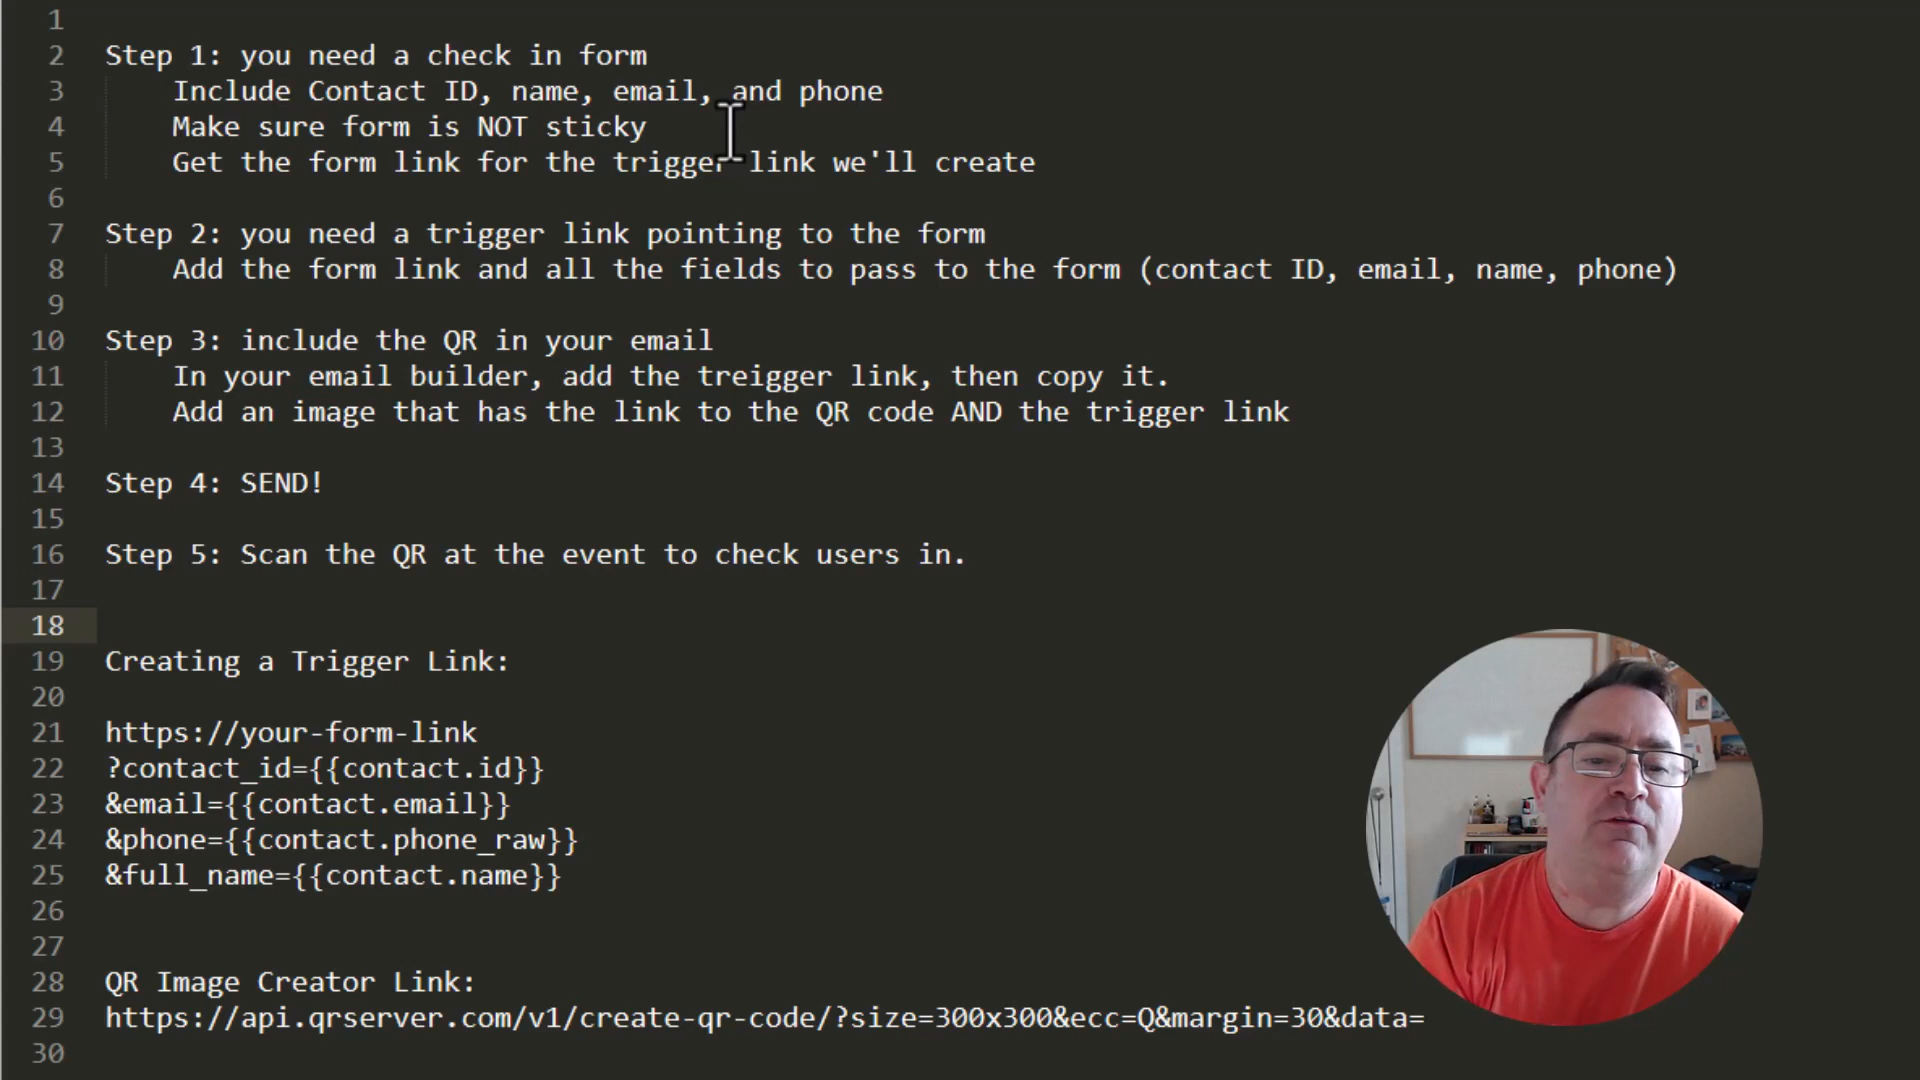 1
2 Step 1: you need a check in form
3 Include Contact ID, name, email, and phone
4 Make sure form is NOT sticky
5 Get the form link for the trigger link we'll create
6
7 Step 2: you need a trigger link pointing to the form
8 Add the form link and all the fields to pass to the form (contact ID, email, name, phone)
9
10 Step 3: include the QR in your email
11 In your email builder, add the treigger link, then copy it.
12 Add an image that has the link to the QR code AND the trigger link
13
14 Step 4: SEND!
15
16 Step 5: Scan the QR at the event to check users in.
17
18
19 Creating a Trigger Link:
20
21 https://your-form-link
22 ?contact_id={{contact.id}}
23 &email={{contact.email}}
24 &phone={{contact.phone_raw}}
25 &full_name={{contact.name}}
26
27
28 QR Image Creator Link:
29 https://api.qrserver.com/v1/create-qr-code/?size=300x300&ecc=Q&margin=30&data=
30